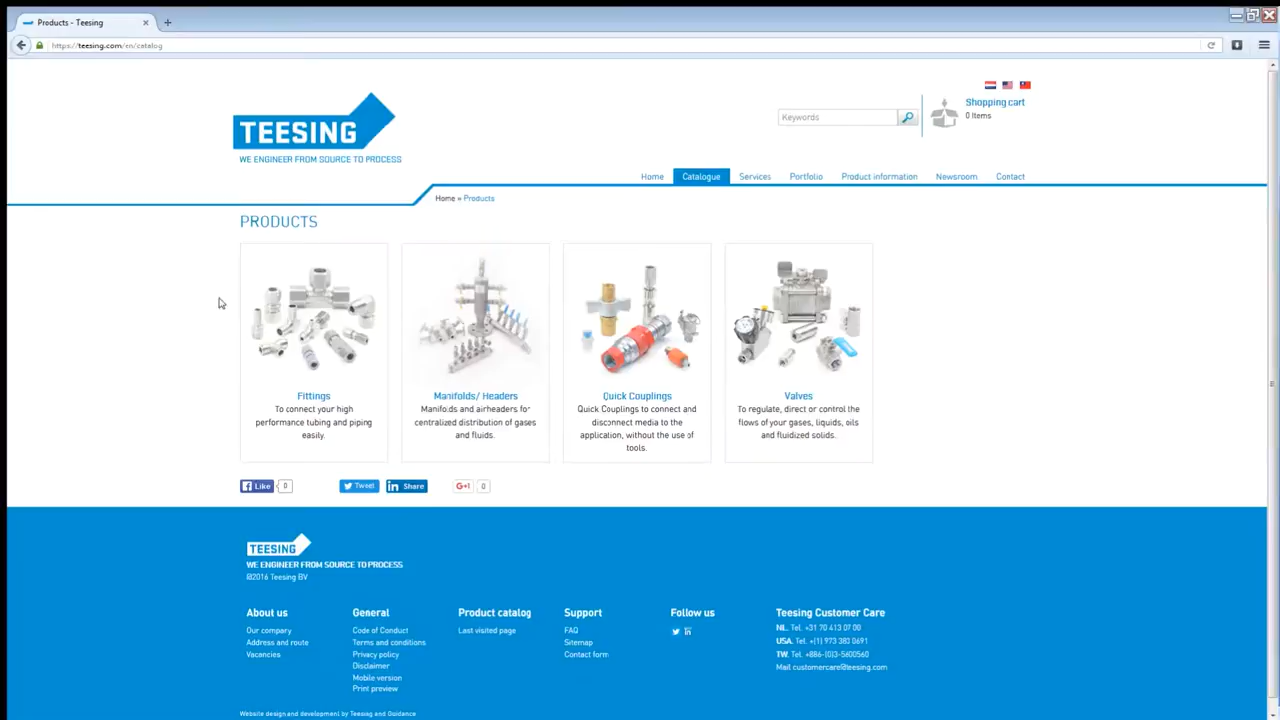 Products - Teesing
https://teesing.com/en/catalog
TEESING
WE ENGINEER FROM SOURCE TO PROCESS
Keywords
Shopping cart
0 Items
Home Catalogue Services Portfolio Product information Newsroom Contact
Home » Products
PRODUCTS
Fittings
To connect your high
performance tubing and piping
easily.
Manifolds/ Headers
Manifolds and airheaders for
centralized distribution of gases
and fluids.
Quick Couplings
Quick Couplings to connect and
disconnect media to the
application, without the use of
tools.
Valves
To regulate, direct or control the
flows of your gases, liquids, oils
and fluidized solids.
Like 0 Tweet Share G+1 0
TEESING
WE ENGINEER FROM SOURCE TO PROCESS
©2016 Teesing BV
About us
Our company
Address and route
Vacancies
General
Code of Conduct
Terms and conditions
Privacy policy
Disclaimer
Mobile version
Print preview
Product catalog
Last visited page
Support
FAQ
Sitemap
Contact form
Follow us
Teesing Customer Care
NL. Tel. +31 70 413 07 00
USA. Tel. +(1) 973 383 0691
TW. Tel. +886-(0)3-5600560
Mail customercare@teesing.com
Website design and development by Teesing and Guidance